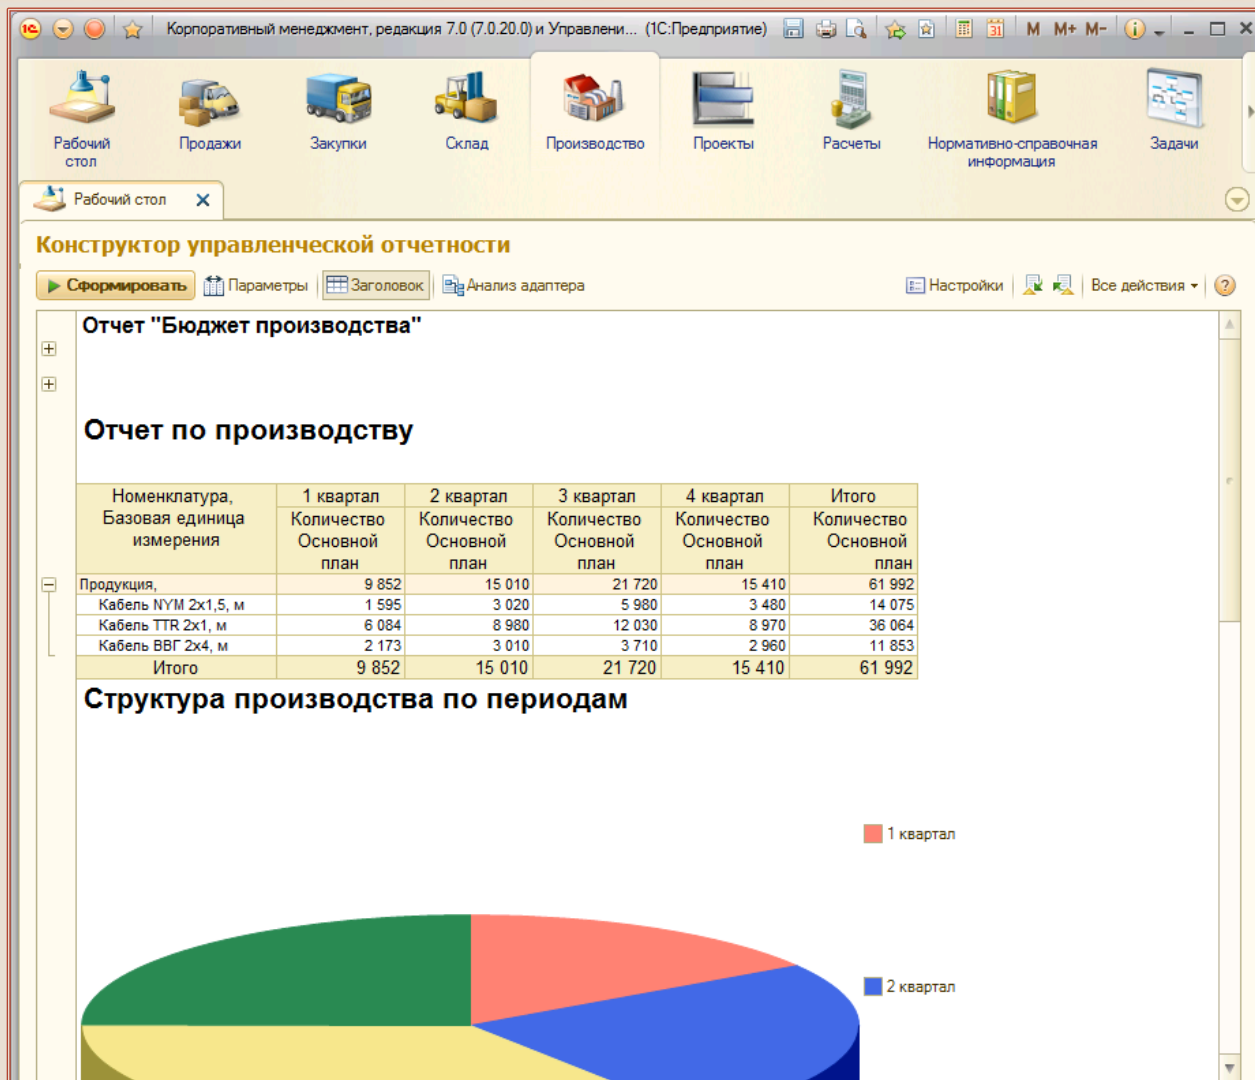 Корпоративный менеджмент, редакция 7.0 (7.0.20.0) и Управлени... (1С:Предприятие)
31 M M+ M-
Рабочий стол
Продажи
Закупки
Склад
Производство
Проекты
Расчеты
Нормативно-справочная информация
Задачи
Рабочий стол
Конструктор управленческой отчетности
Сформировать Параметры Заголовок Анализ адаптера Настройки Все действия
Отчет "Бюджет производства"
Отчет по производству
Номенклатура, Базовая единица измерения 1 квартал 2 квартал 3 квартал 4 квартал Итого
Количество Основной план Количество Основной план Количество Основной план Количество Основной план Количество Основной план
Продукция, 9 852 15 010 21 720 15 410 61 992
Кабель NYM 2x1,5, м 1 595 3 020 5 980 3 480 14 075
Кабель TTR 2x1, м 6 084 8 980 12 030 8 970 36 064
Кабель ВВГ 2x4, м 2 173 3 010 3 710 2 960 11 853
Итого 9 852 15 010 21 720 15 410 61 992
Структура производства по периодам
1 квартал
2 квартал